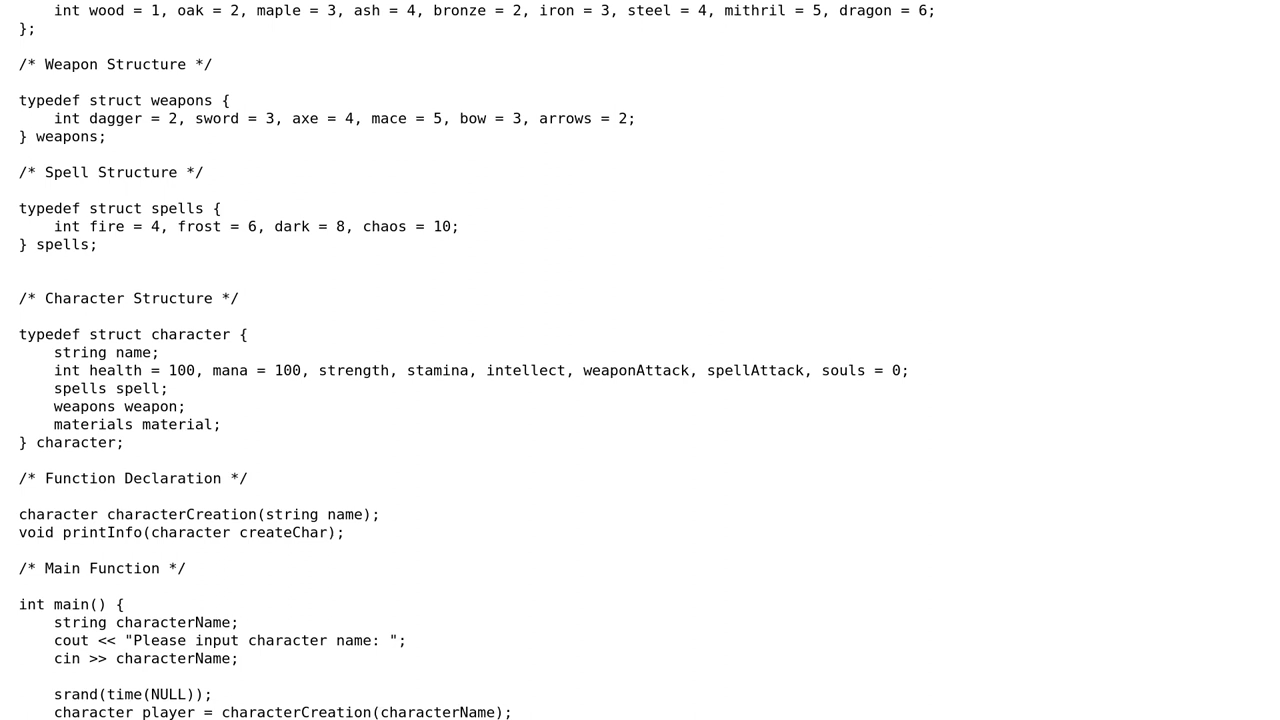 int wood = 1, oak = 2, maple = 3, ash = 4, bronze = 2, iron = 3, steel = 4, mithril = 5, dragon = 6;
};
/* Weapon Structure */
typedef struct weapons {
int dagger = 2, sword = 3, axe = 4, mace = 5, bow = 3, arrows = 2;
} weapons;
/* Spell Structure */
typedef struct spells {
int fire = 4, frost = 6, dark = 8, chaos = 10;
} spells;
/* Character Structure */
typedef struct character {
string name;
int health = 100, mana = 100, strength, stamina, intellect, weaponAttack, spellAttack, souls = 0;
spells spell;
weapons weapon;
materials material;
} character;
/* Function Declaration */
character characterCreation(string name);
void printInfo(character createChar);
/* Main Function */
int main() {
string characterName;
cout << "Please input character name: ";
cin >> characterName;
srand(time(NULL));
character player = characterCreation(characterName);